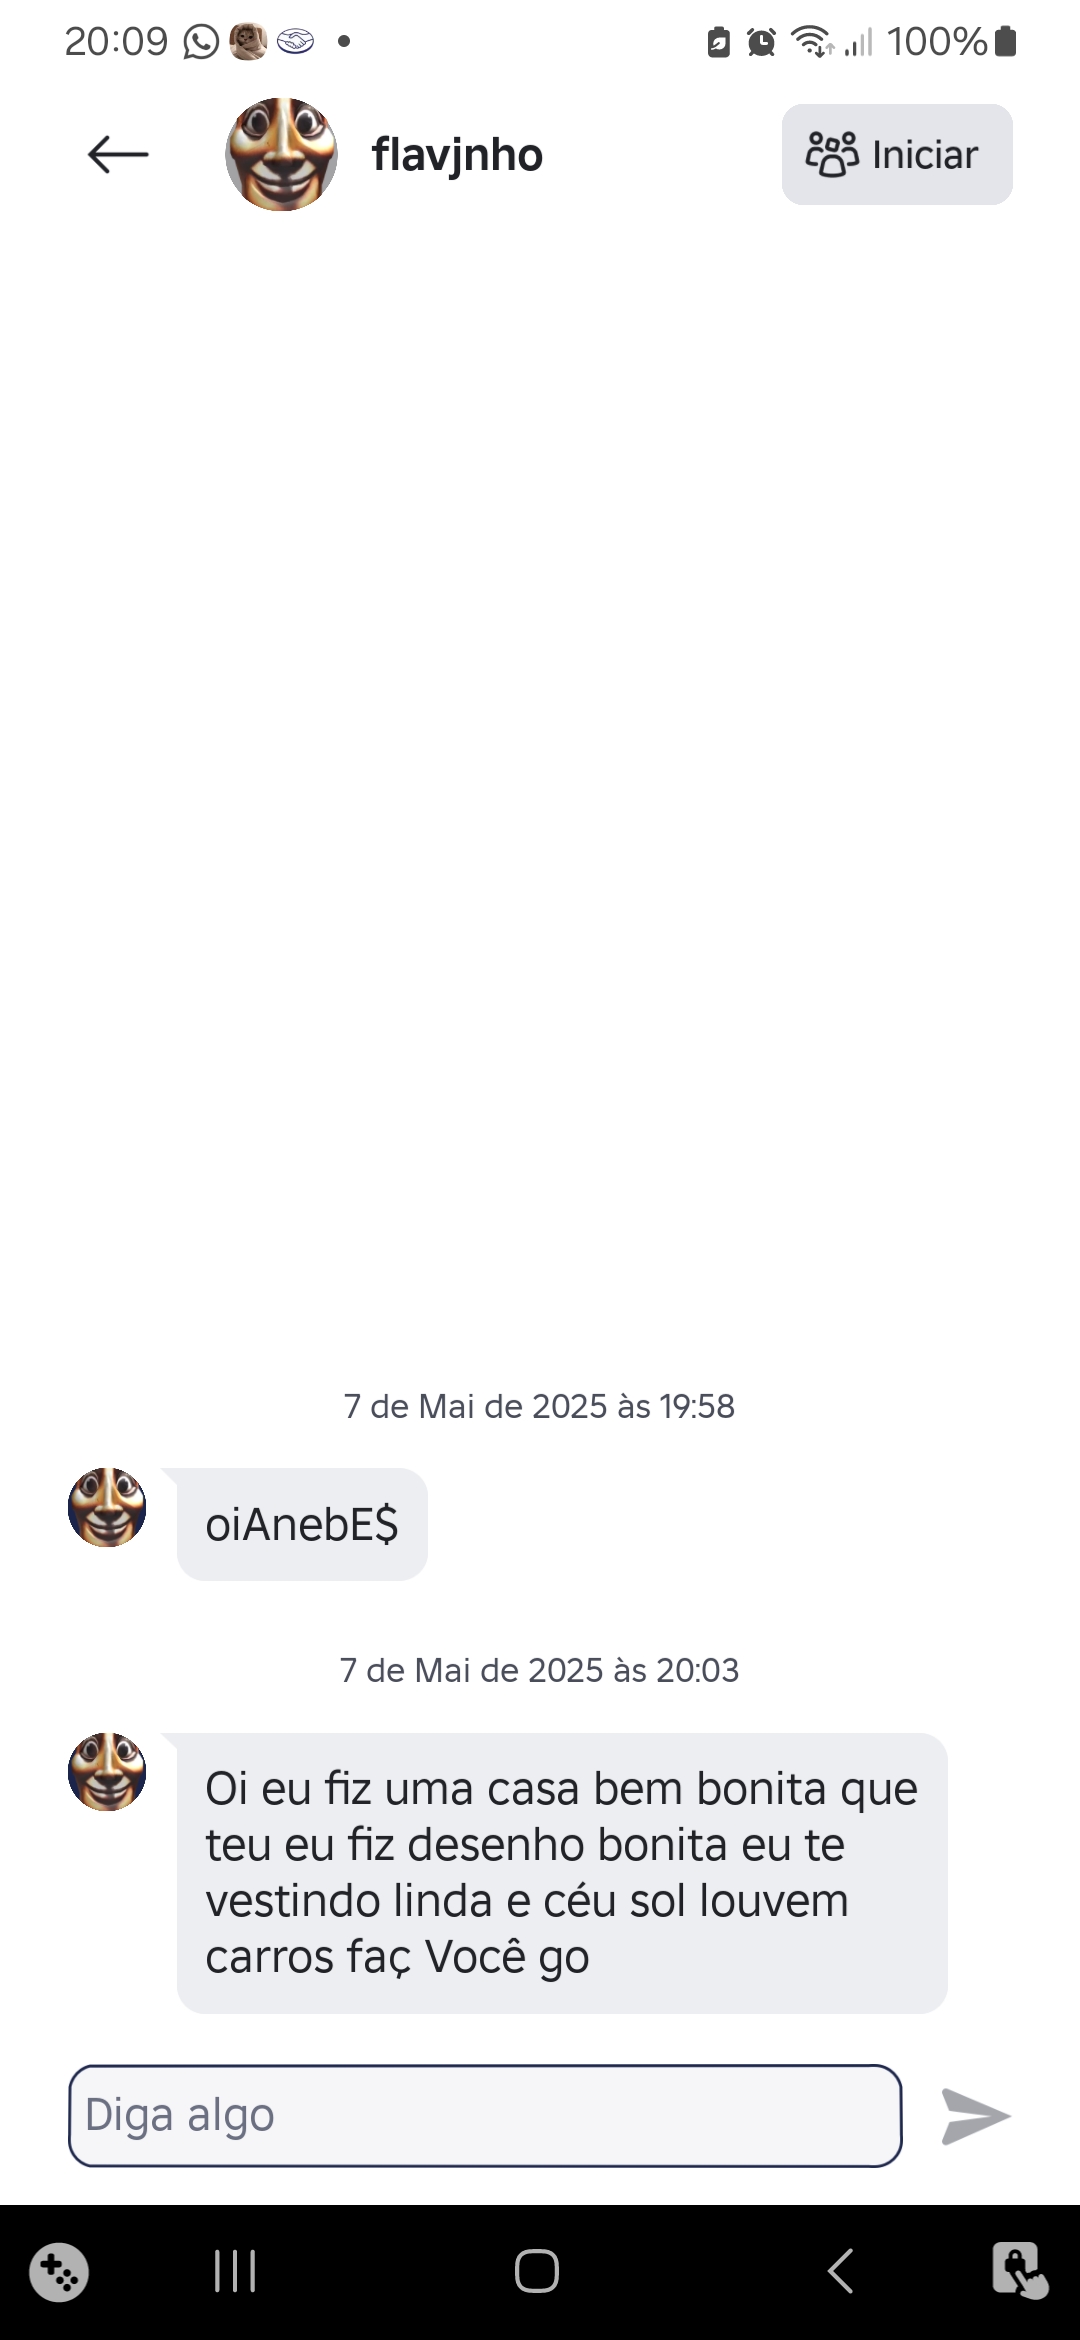 20:09 100%
flavjnho Iniciar
7 de Mai de 2025 às 19:58
oiAnebE$
7 de Mai de 2025 às 20:03
Oi eu fiz uma casa bem bonita que
teu eu fiz desenho bonita eu te
vestindo linda e céu sol louvem
carros faç Você go
Diga algo